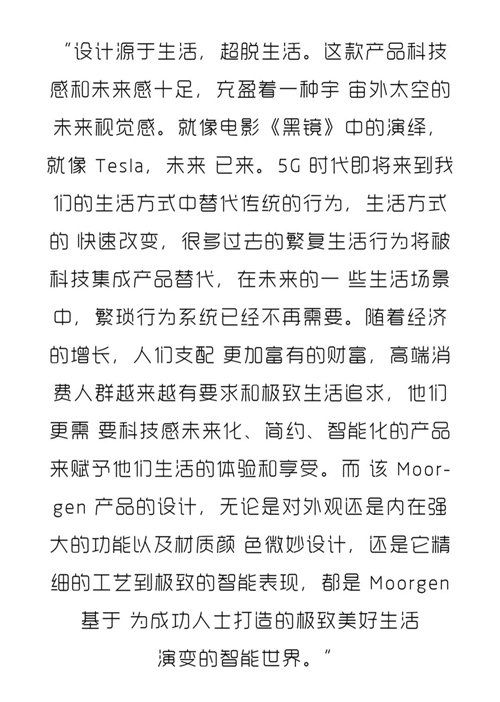 “设计源于生活，超脱生活。这款产品科技
感和未来感十足，充盈着一种宇 宙外太空的
未来视觉感。就像电影《黑镜》中的演绎，
就像 Tesla，未来 已来。5G 时代即将来到我
们的生活方式中替代传统的行为，生活方式
的 快速改变，很多过去的繁复生活行为将被
科技集成产品替代，在未来的一 些生活场景
中，繁琐行为系统已经不再需要。随着经济
的增长，人们支配 更加富有的财富，高端消
费人群越来越有要求和极致生活追求，他们
更需 要科技感未来化、简约、智能化的产品
来赋予他们生活的体验和享受。而 该 Moor-
gen 产品的设计，无论是对外观还是内在强
大的功能以及材质颜 色微妙设计，还是它精
细的工艺到极致的智能表现，都是 Moorgen
基于 为成功人士打造的极致美好生活
演变的智能世界。”